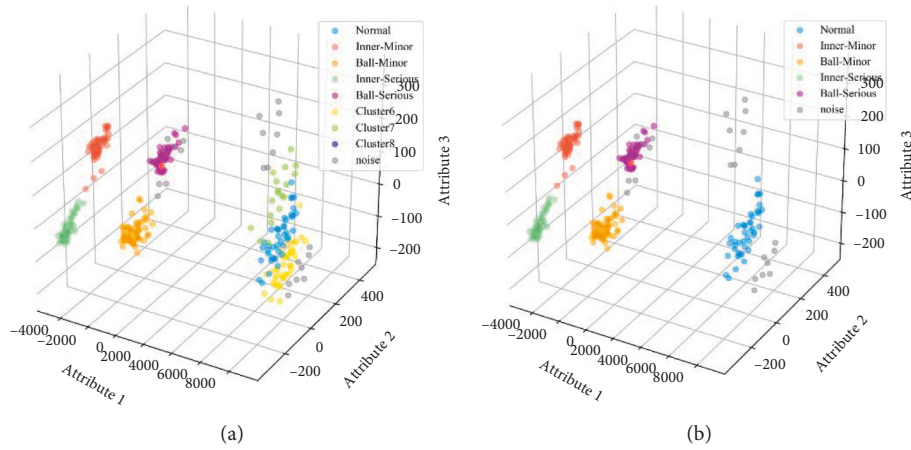 Normal
Inner-Minor
Ball-Minor
Inner-Serious
Ball-Serious
Cluster6
Cluster7
Cluster8
noise
300
200
100
0
−100
−200
Attribute 3
400
200
0
−200
Attribute 2
−4000
−2000
0
2000
4000
6000
8000
Attribute 1
(a)
Normal
Inner-Minor
Ball-Minor
Inner-Serious
Ball-Serious
noise
300
200
100
0
−100
−200
Attribute 3
400
200
0
−200
Attribute 2
−4000
−2000
0
2000
4000
6000
8000
Attribute 1
(b)